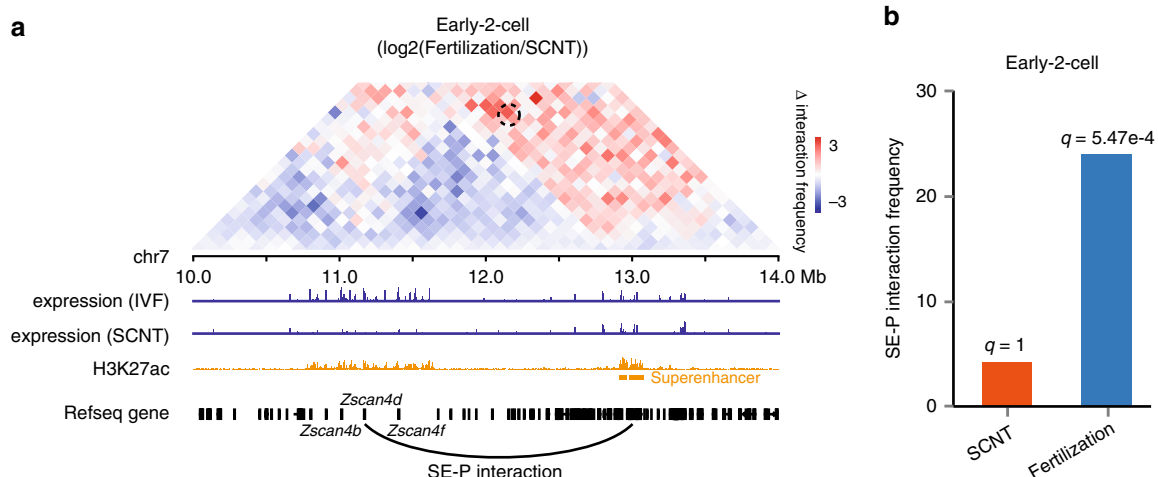 a
Early-2-cell
(log2(Fertilization/SCNT))
Δ interaction frequency
3
–3
chr7
10.0 11.0 12.0 13.0 14.0 Mb
expression (IVF)
expression (SCNT)
H3K27ac
Superenhancer
Refseq gene
Zscan4d
Zscan4b Zscan4f
SE-P interaction
b
Early-2-cell
SE-P interaction frequency
30
20
10
0
q = 1
q = 5.47e-4
SCNT
Fertilization